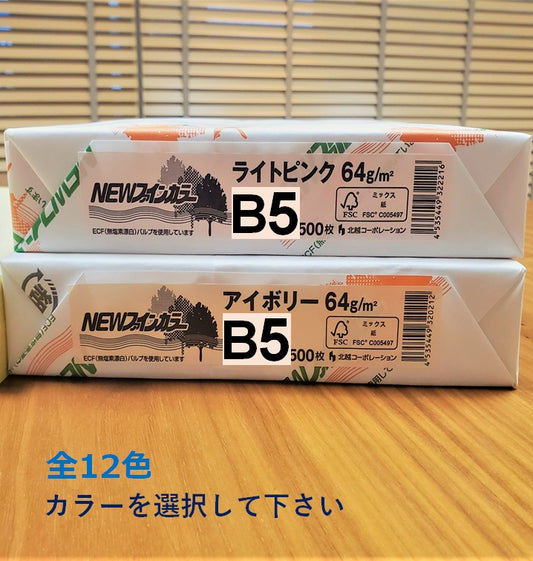 ライトピンク 64g/m²
NEWファインカラー
B5
500枚
ECF(無塩素漂白)パルプを使用しています
FSC
ミックス
紙
FSC® C005497
北越コーポレーション
4535449322216
アイボリー 64g/m²
NEWファインカラー
B5
500枚
ECF(無塩素漂白)パルプを使用しています
FSC
ミックス
紙
FSC® C005497
北越コーポレーション
4535449320212
全12色
カラーを選択して下さい